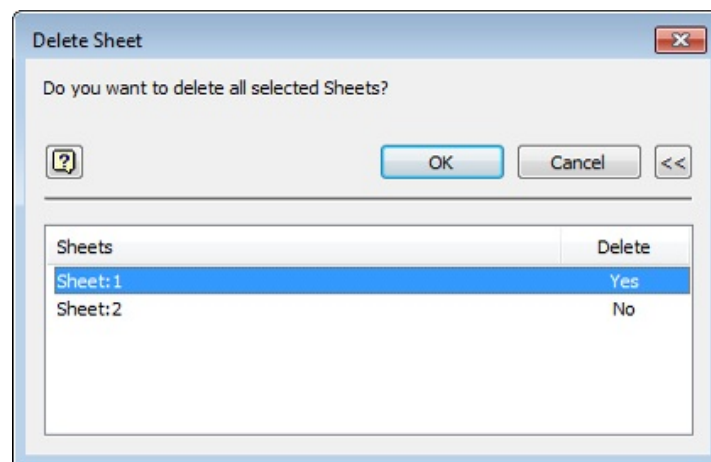 Delete Sheet
Do you want to delete all selected Sheets?
OK Cancel <<
Sheets Delete
Sheet:1 Yes
Sheet:2 No